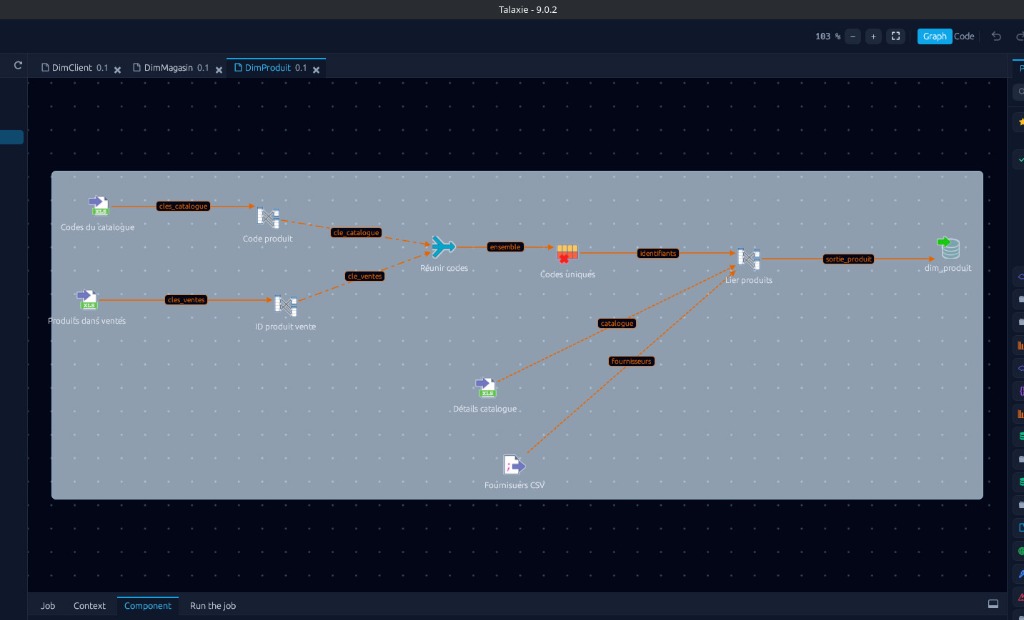 Talaxie - 9.0.2
103 %
Graph
Code
DimClient 0.1
DimMagasin 0.1
DimProduit 0.1
cles_catalogue
Codes du catalogue
Code produit
cle_catalogue
Réunir codes
ensemble
Codes uniques
identifiants
Lier produits
sortie_produit
dim_produit
cle_ventes
cles_ventes
Produits dans ventes
ID produit vente
catalogue
fournisseurs
Détails catalogue
Fournisuers CSV
Job
Context
Component
Run the job